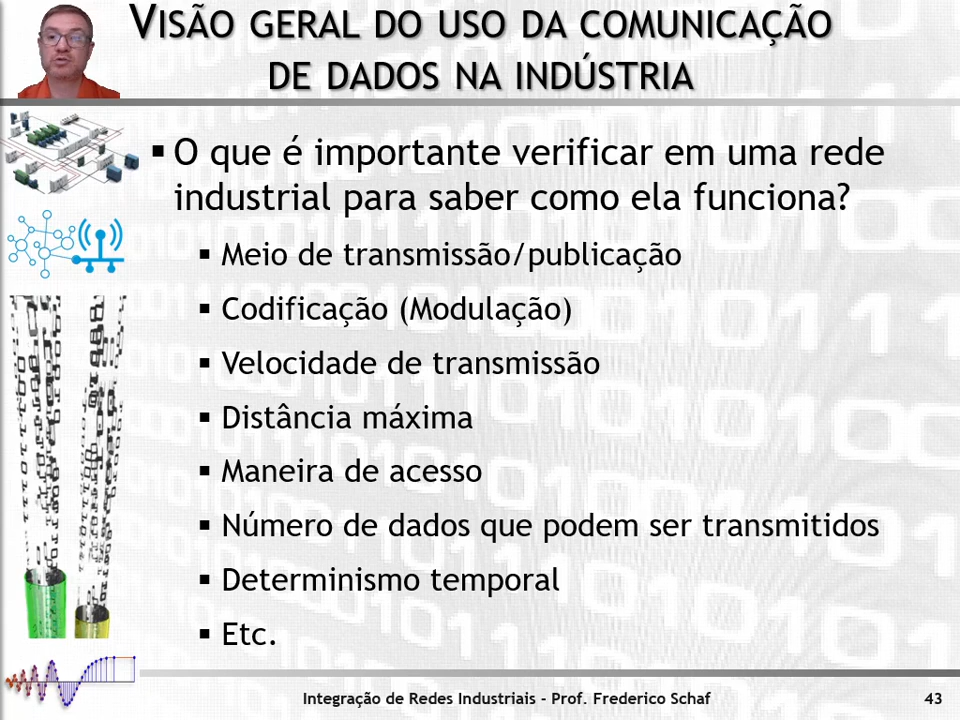 VISÃO GERAL DO USO DA COMUNICAÇÃO
DE DADOS NA INDÚSTRIA
▪ O que é importante verificar em uma rede
industrial para saber como ela funciona?
▪ Meio de transmissão/publicação
▪ Codificação (Modulação)
▪ Velocidade de transmissão
▪ Distância máxima
▪ Maneira de acesso
▪ Número de dados que podem ser transmitidos
▪ Determinismo temporal
▪ Etc.
Integração de Redes Industriais - Prof. Frederico Schaf 43